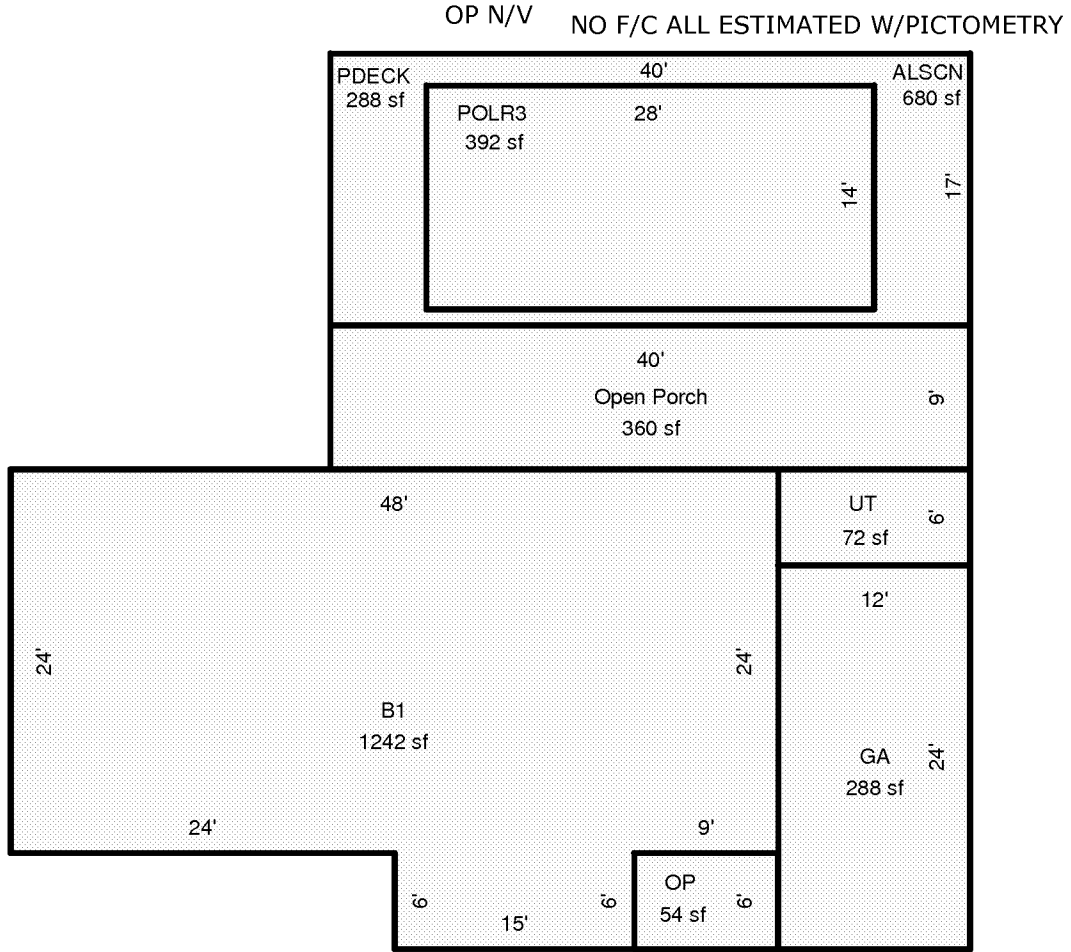 OP N/V NO F/C ALL ESTIMATED W/PICTOMETRY
PDECK
288 sf
40'
ALSCN
680 sf
POLR3
392 sf
28'
14'
17'
40'
Open Porch
360 sf
9'
48'
UT
72 sf
6'
12'
24'
24'
B1
1242 sf
GA
288 sf
24'
24'
9'
6'
15'
6'
OP
54 sf
6'